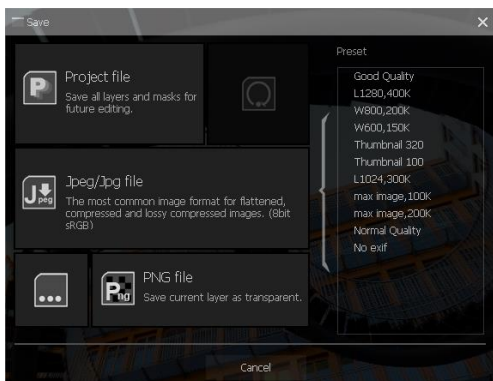 Save
Preset
P
Project file
Save all layers and masks for
future editing.
Jpeg
Jpeg/Jpg file
The most common image format for flattened,
compressed and lossy compressed images. (8bit
sRGB)
...
Png
PNG file
Save current layer as transparent.
Good Quality
L1280,400K
W800,200K
W600,150K
Thumbnail 320
Thumbnail 100
L1024,300K
max image,100K
max image,200K
Normal Quality
No exif
Cancel